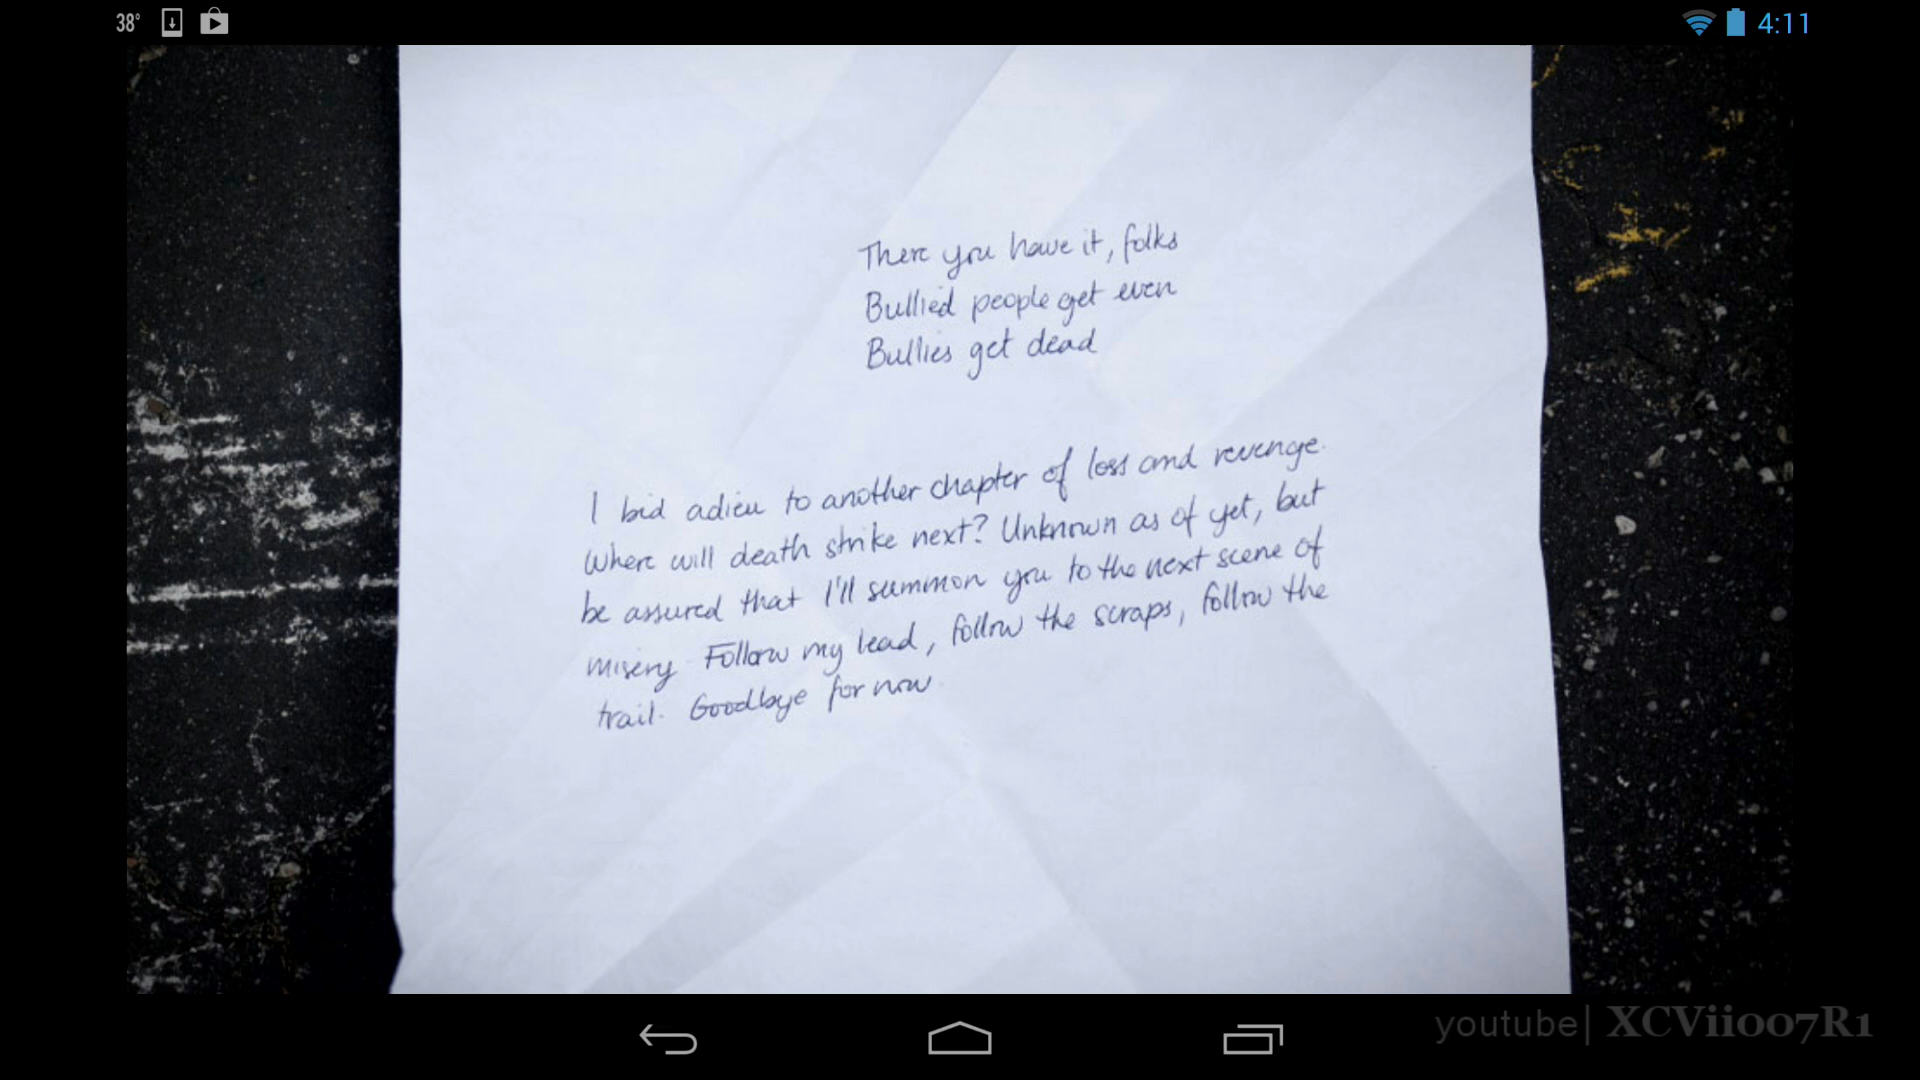 38°
4:11
There you have it, folks
Bullied people get even
Bullies get dead
I bid adieu to another chapter of loss and revenge.
Where will death strike next? Unknown as of yet, but
be assured that I'll summon you to the next scene of
misery. Follow my lead, follow the scraps, follow the
trail. Goodbye for now
youtube| XCViii007R1